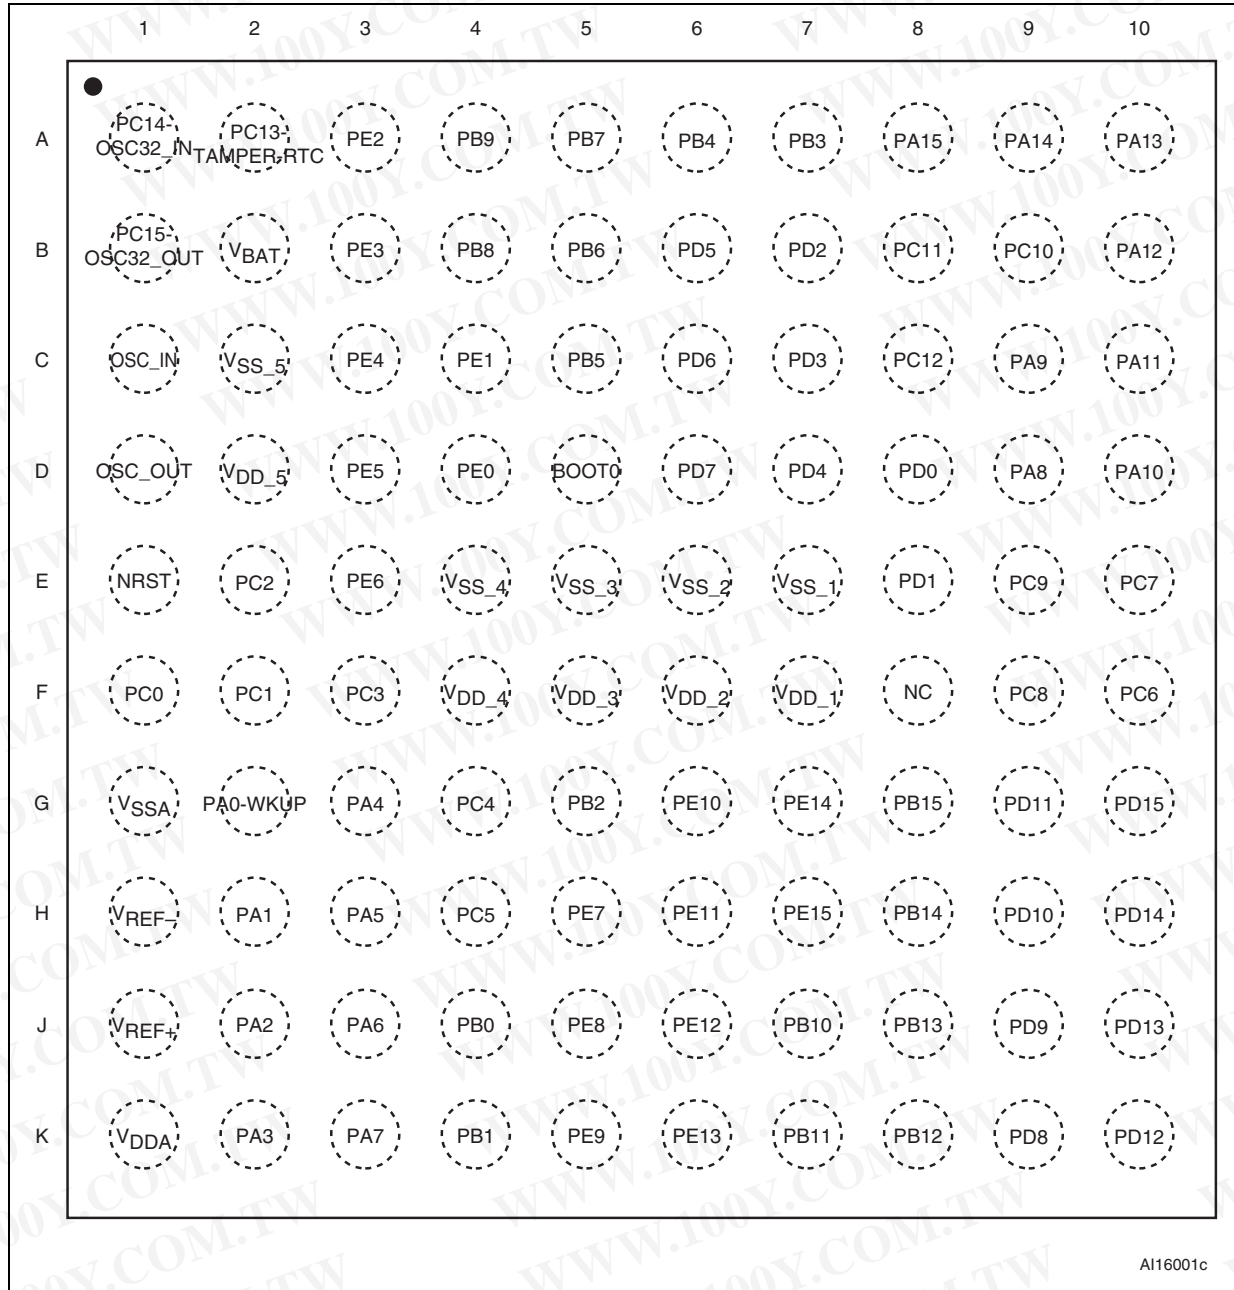 1 2 3 4 5 6 7 8 9 10
A PC14-OSC32_IN PC13-TAMPER-RTC PE2 PB9 PB7 PB4 PB3 PA15 PA14 PA13
B PC15-OSC32_OUT VBAT PE3 PB8 PB6 PD5 PD2 PC11 PC10 PA12
C OSC_IN VSS_5 PE4 PE1 PB5 PD6 PD3 PC12 PA9 PA11
D OSC_OUT VDD_5 PE5 PE0 BOOT0 PD7 PD4 PD0 PA8 PA10
E NRST PC2 PE6 VSS_4 VSS_3 VSS_2 VSS_1 PD1 PC9 PC7
F PC0 PC1 PC3 VDD_4 VDD_3 VDD_2 VDD_1 NC PC8 PC6
G VSSA PA0-WKUP PA4 PC4 PB2 PE10 PE14 PB15 PD11 PD15
H VREF– PA1 PA5 PC5 PE7 PE11 PE15 PB14 PD10 PD14
J VREF+ PA2 PA6 PB0 PE8 PE12 PB10 PB13 PD9 PD13
K VDDA PA3 PA7 PB1 PE9 PE13 PB11 PB12 PD8 PD12
AI16001c
WWW.100Y.COM.TW